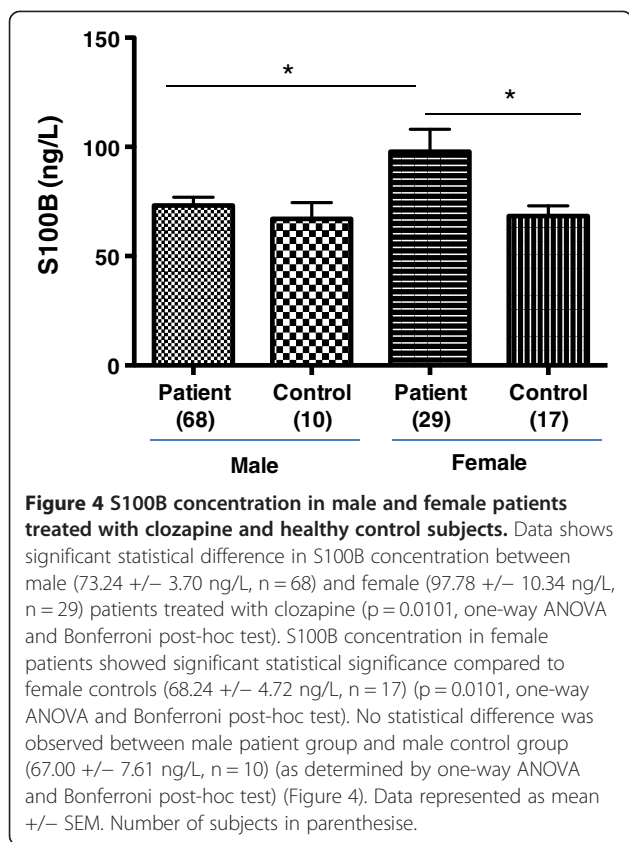 150
*
*
100
S100B (ng/L)
50
0
Patient Control Patient Control
(68) (10) (29) (17)
Male Female
Figure 4 S100B concentration in male and female patients
treated with clozapine and healthy control subjects. Data shows
significant statistical difference in S100B concentration between
male (73.24 +/− 3.70 ng/L, n = 68) and female (97.78 +/− 10.34 ng/L,
n = 29) patients treated with clozapine (p = 0.0101, one-way ANOVA
and Bonferroni post-hoc test). S100B concentration in female
patients showed significant statistical significance compared to
female controls (68.24 +/− 4.72 ng/L, n = 17) (p = 0.0101, one-way
ANOVA and Bonferroni post-hoc test). No statistical difference was
observed between male patient group and male control group
(67.00 +/− 7.61 ng/L, n = 10) (as determined by one-way ANOVA
and Bonferroni post-hoc test) (Figure 4). Data represented as mean
+/− SEM. Number of subjects in parenthesise.